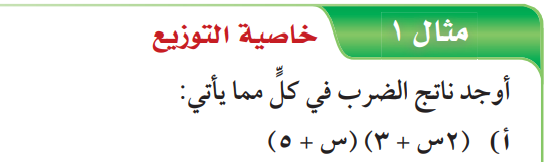 مثال ١
خاصية التوزيع
أوجد ناتج الضرب في كلٍّ مما يأتي:
أ) (٢س + ٣) (س + ٥)